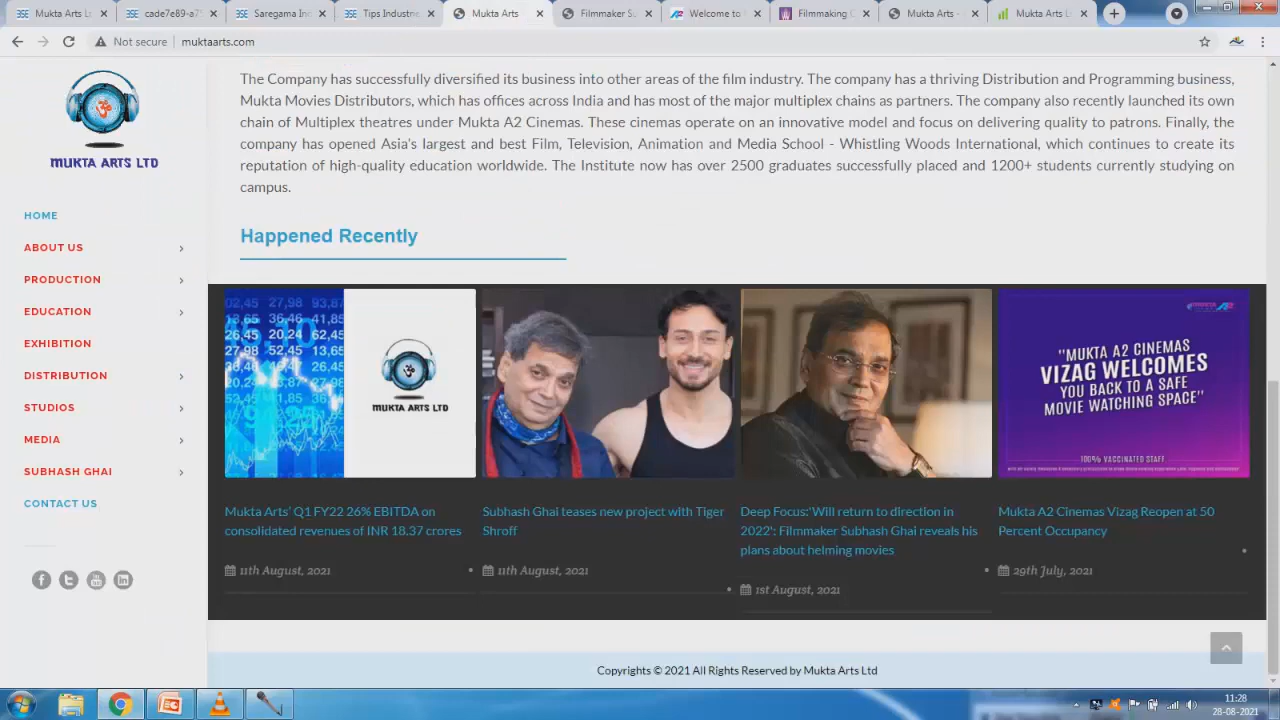 Mukta Arts L
cade7e89-a7
Saregama In
Tips Industri
Mukta Arts
Filmmaker Su
Welcome to
Filmmaking C
Mukta Arts -
Mukta Arts L
Not secure | muktaarts.com
MUKTA ARTS LTD
HOME
ABOUT US
PRODUCTION
EDUCATION
EXHIBITION
DISTRIBUTION
STUDIOS
MEDIA
SUBHASH GHAI
CONTACT US
The Company has successfully diversified its business into other areas of the film industry. The company has a thriving Distribution and Programming business,
Mukta Movies Distributors, which has offices across India and has most of the major multiplex chains as partners. The company also recently launched its own
chain of Multiplex theatres under Mukta A2 Cinemas. These cinemas operate on an innovative model and focus on delivering quality to patrons. Finally, the
company has opened Asia's largest and best Film, Television, Animation and Media School - Whistling Woods International, which continues to create its
reputation of high-quality education worldwide. The Institute now has over 2500 graduates successfully placed and 1200+ students currently studying on
campus.
Happened Recently
MUKTA ARTS LTD
"MUKTA A2 CINEMAS
VIZAG WELCOMES
YOU BACK TO A SAFE
MOVIE WATCHING SPACE"
100% VACCINATED STAFF
Mukta Arts' Q1 FY22 26% EBITDA on
consolidated revenues of INR 18.37 crores
11th August, 2021
Subhash Ghai teases new project with Tiger
Shroff
11th August, 2021
Deep Focus:'Will return to direction in
2022': Filmmaker Subhash Ghai reveals his
plans about helming movies
1st August, 2021
Mukta A2 Cinemas Vizag Reopen at 50
Percent Occupancy
29th July, 2021
Copyrights © 2021 All Rights Reserved by Mukta Arts Ltd
11:28
28-08-2021